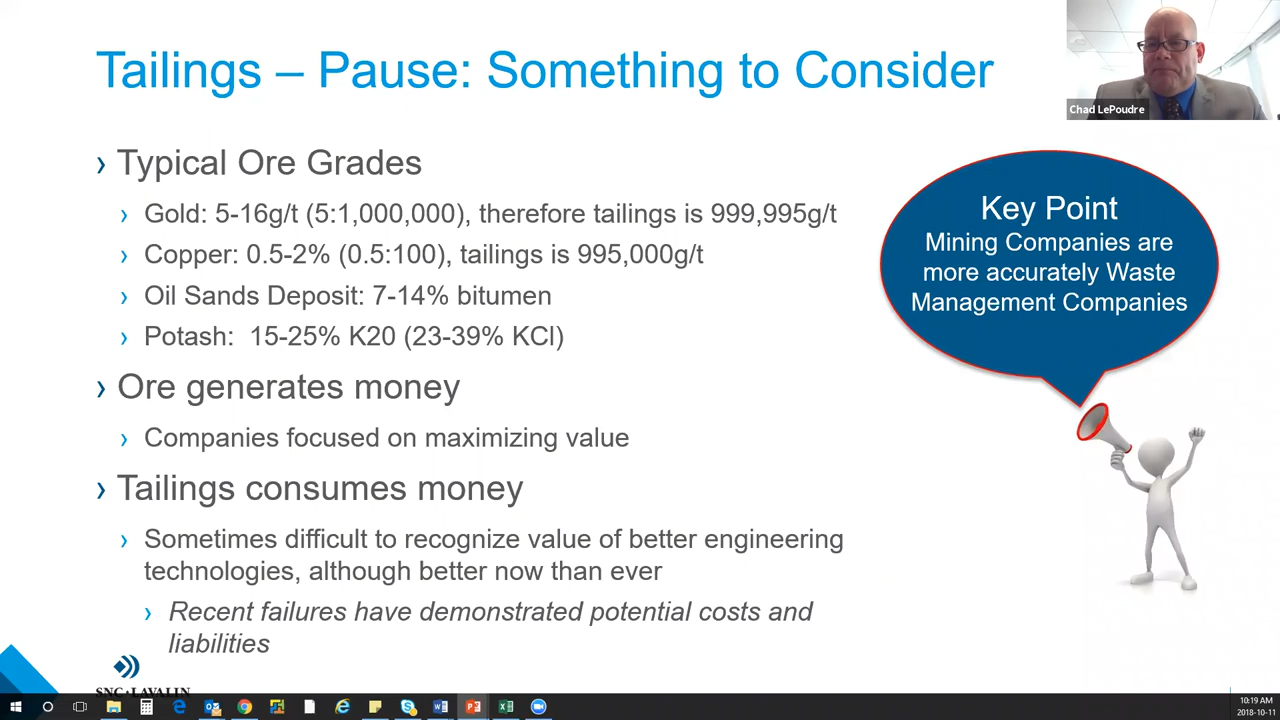 Tailings – Pause: Something to Consider
Chad LePoudre
› Typical Ore Grades
› Gold: 5-16g/t (5:1,000,000), therefore tailings is 999,995g/t
› Copper: 0.5-2% (0.5:100), tailings is 995,000g/t
› Oil Sands Deposit: 7-14% bitumen
› Potash: 15-25% K20 (23-39% KCl)
› Ore generates money
› Companies focused on maximizing value
› Tailings consumes money
› Sometimes difficult to recognize value of better engineering
technologies, although better now than ever
› Recent failures have demonstrated potential costs and
liabilities
Key Point
Mining Companies are
more accurately Waste
Management Companies
SNC • LAVALIN
10:19 AM
2018-10-11